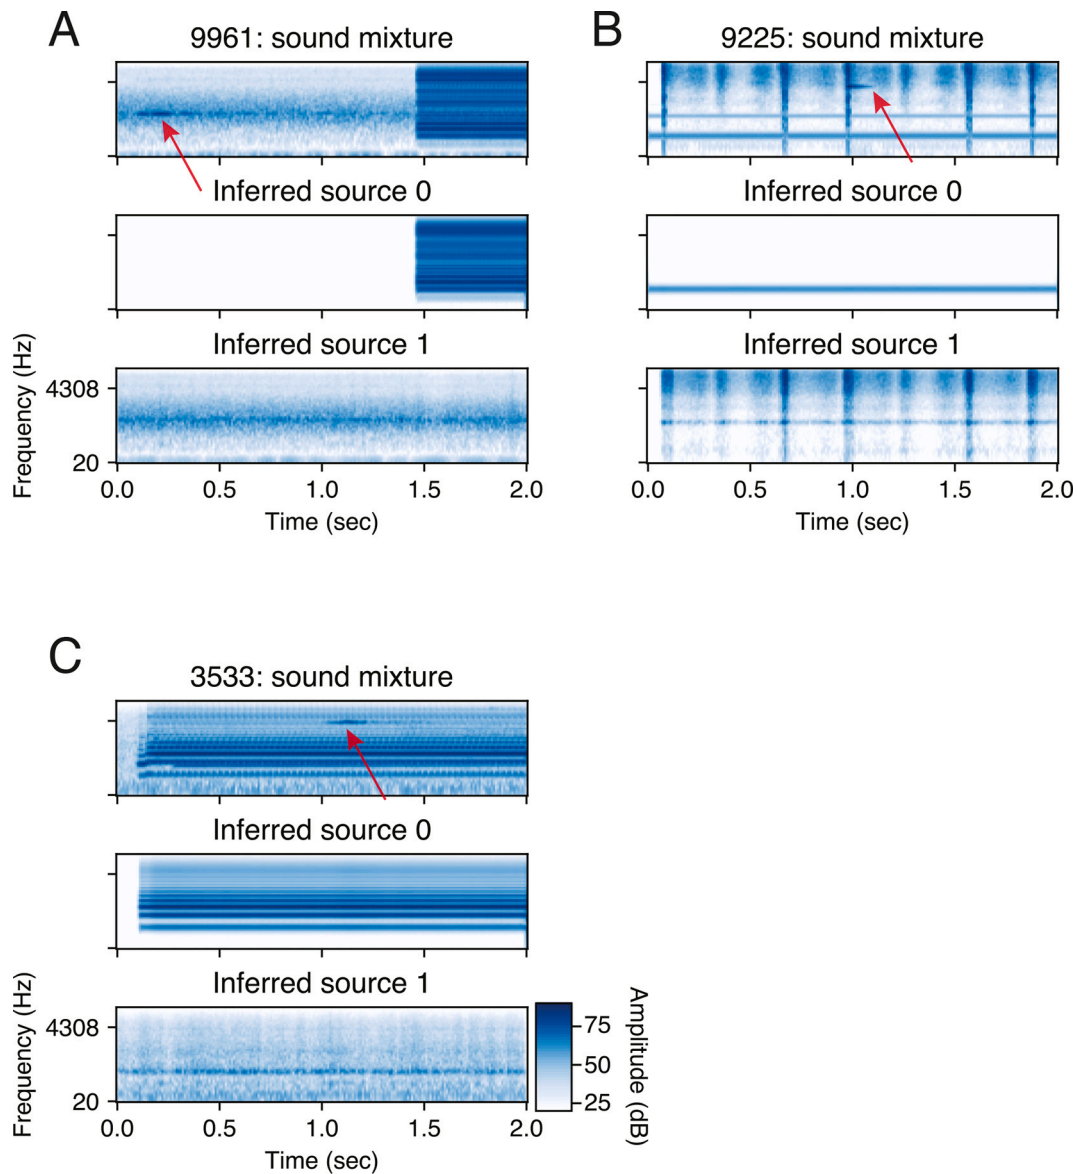 A
9961: sound mixture
Inferred source 0
Inferred source 1
Frequency (Hz)
4308
20
0.0 0.5 1.0 1.5 2.0
Time (sec)
B
9225: sound mixture
Inferred source 0
Inferred source 1
0.0 0.5 1.0 1.5 2.0
Time (sec)
C
3533: sound mixture
Inferred source 0
Inferred source 1
Frequency (Hz)
4308
20
0.0 0.5 1.0 1.5 2.0
Time (sec)
75
50
25
Amplitude (dB)